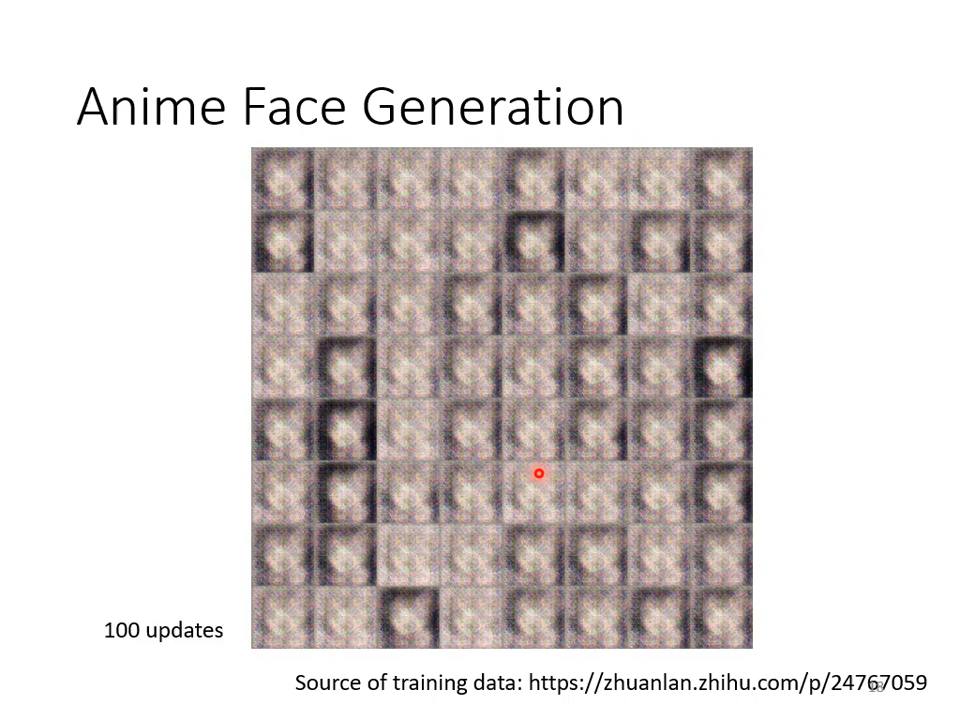 Anime Face Generation
100 updates
Source of training data: https://zhuanlan.zhihu.com/p/24767059